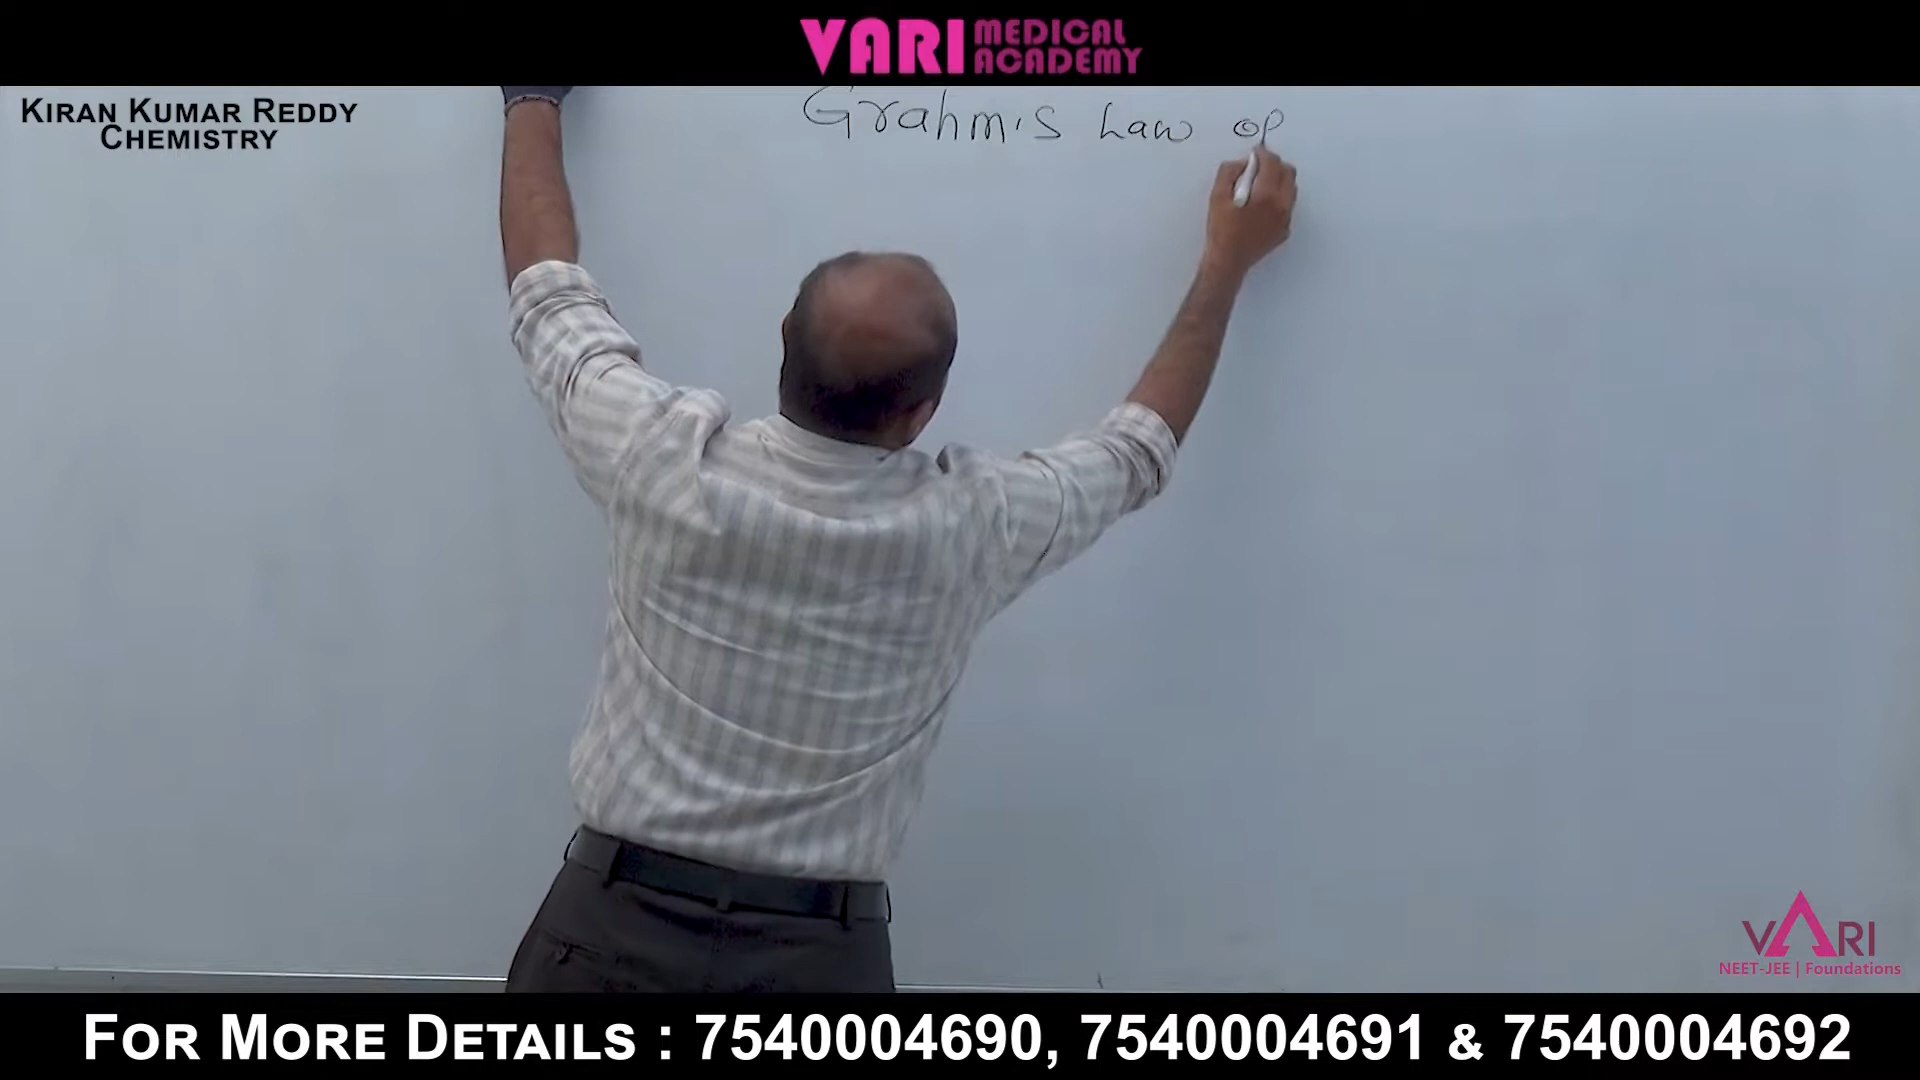 VARI MEDICAL ACADEMY
KIRAN KUMAR REDDY
CHEMISTRY
Grahm's Law of
VARI
NEET-JEE | Foundations
FOR MORE DETAILS : 7540004690, 7540004691 & 7540004692